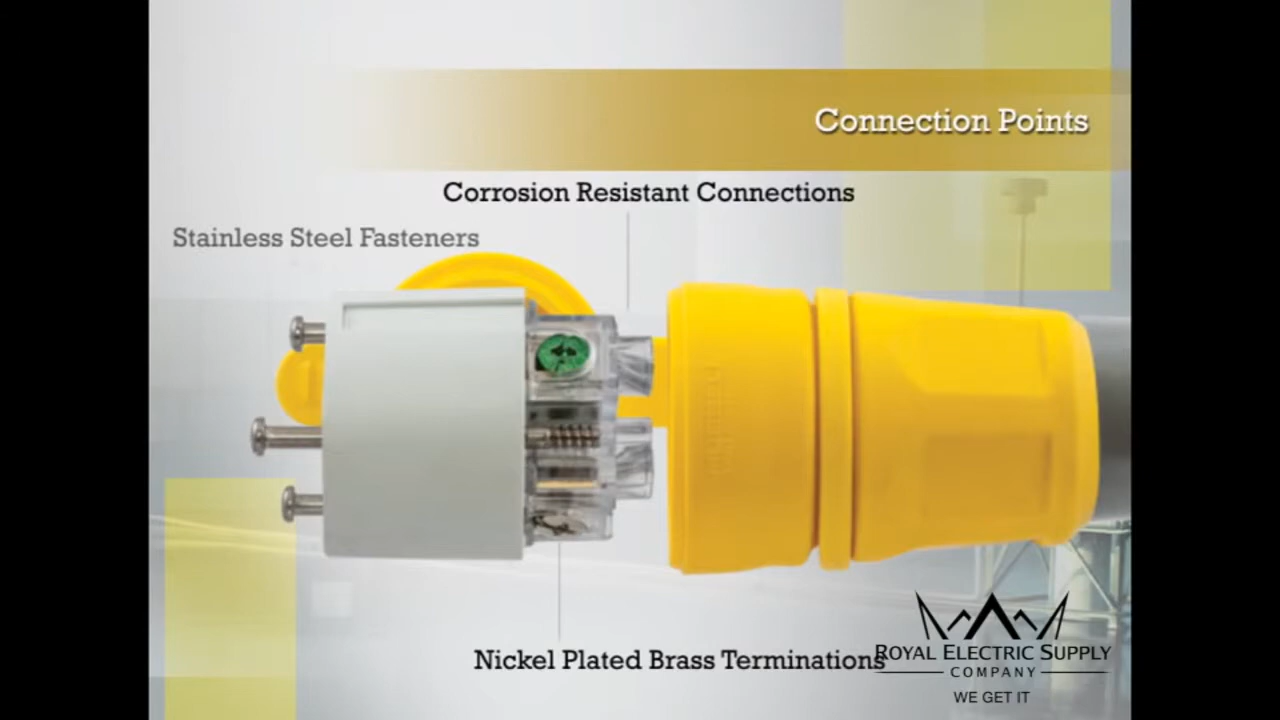 Connection Points
Corrosion Resistant Connections
Stainless Steel Fasteners
Nickel Plated Brass Terminations
ROYAL ELECTRIC SUPPLY
COMPANY
WE GET IT